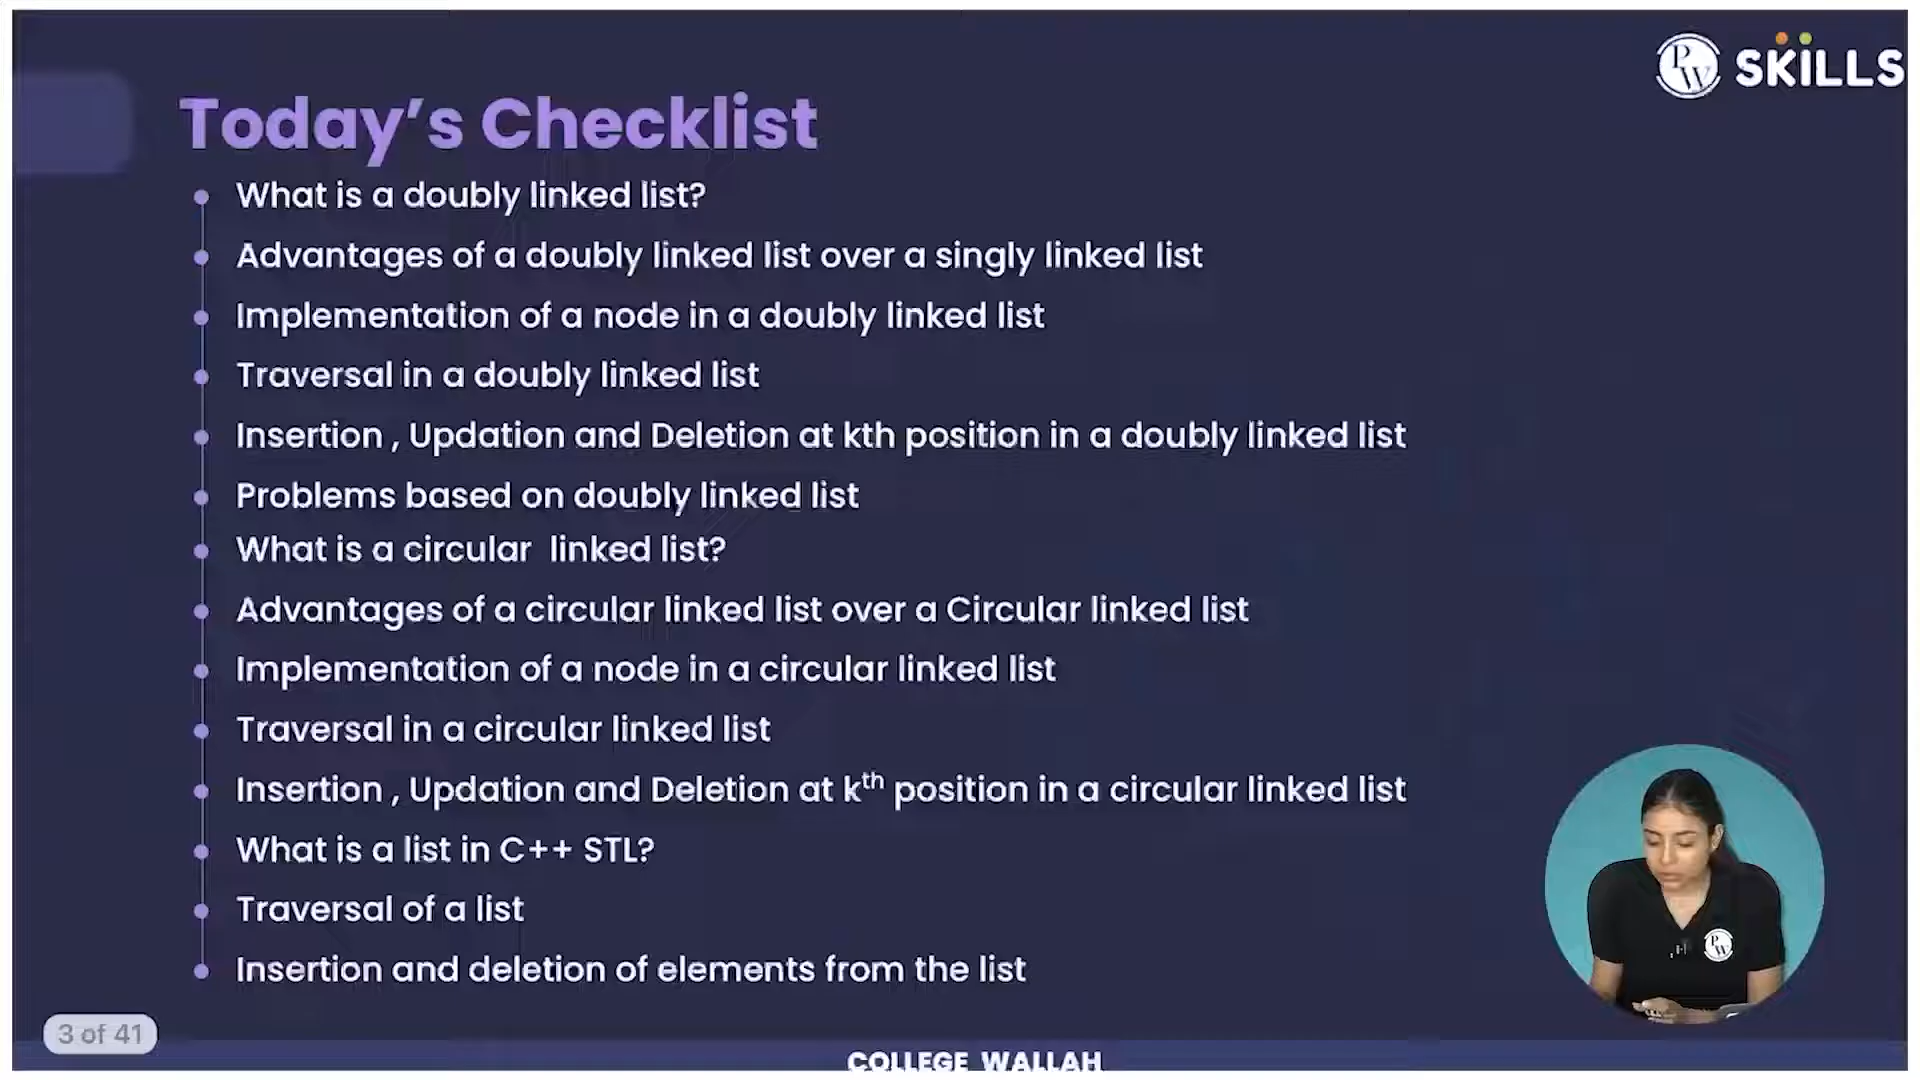 PW SKILLS
Today's Checklist
What is a doubly linked list?
Advantages of a doubly linked list over a singly linked list
Implementation of a node in a doubly linked list
Traversal in a doubly linked list
Insertion , Updation and Deletion at kth position in a doubly linked list
Problems based on doubly linked list
What is a circular  linked list?
Advantages of a circular linked list over a Circular linked list
Implementation of a node in a circular linked list
Traversal in a circular linked list
Insertion , Updation and Deletion at kth position in a circular linked list
What is a list in C++ STL?
Traversal of a list
Insertion and deletion of elements from the list
PW
3 of 41
COLLEGE WALLAH